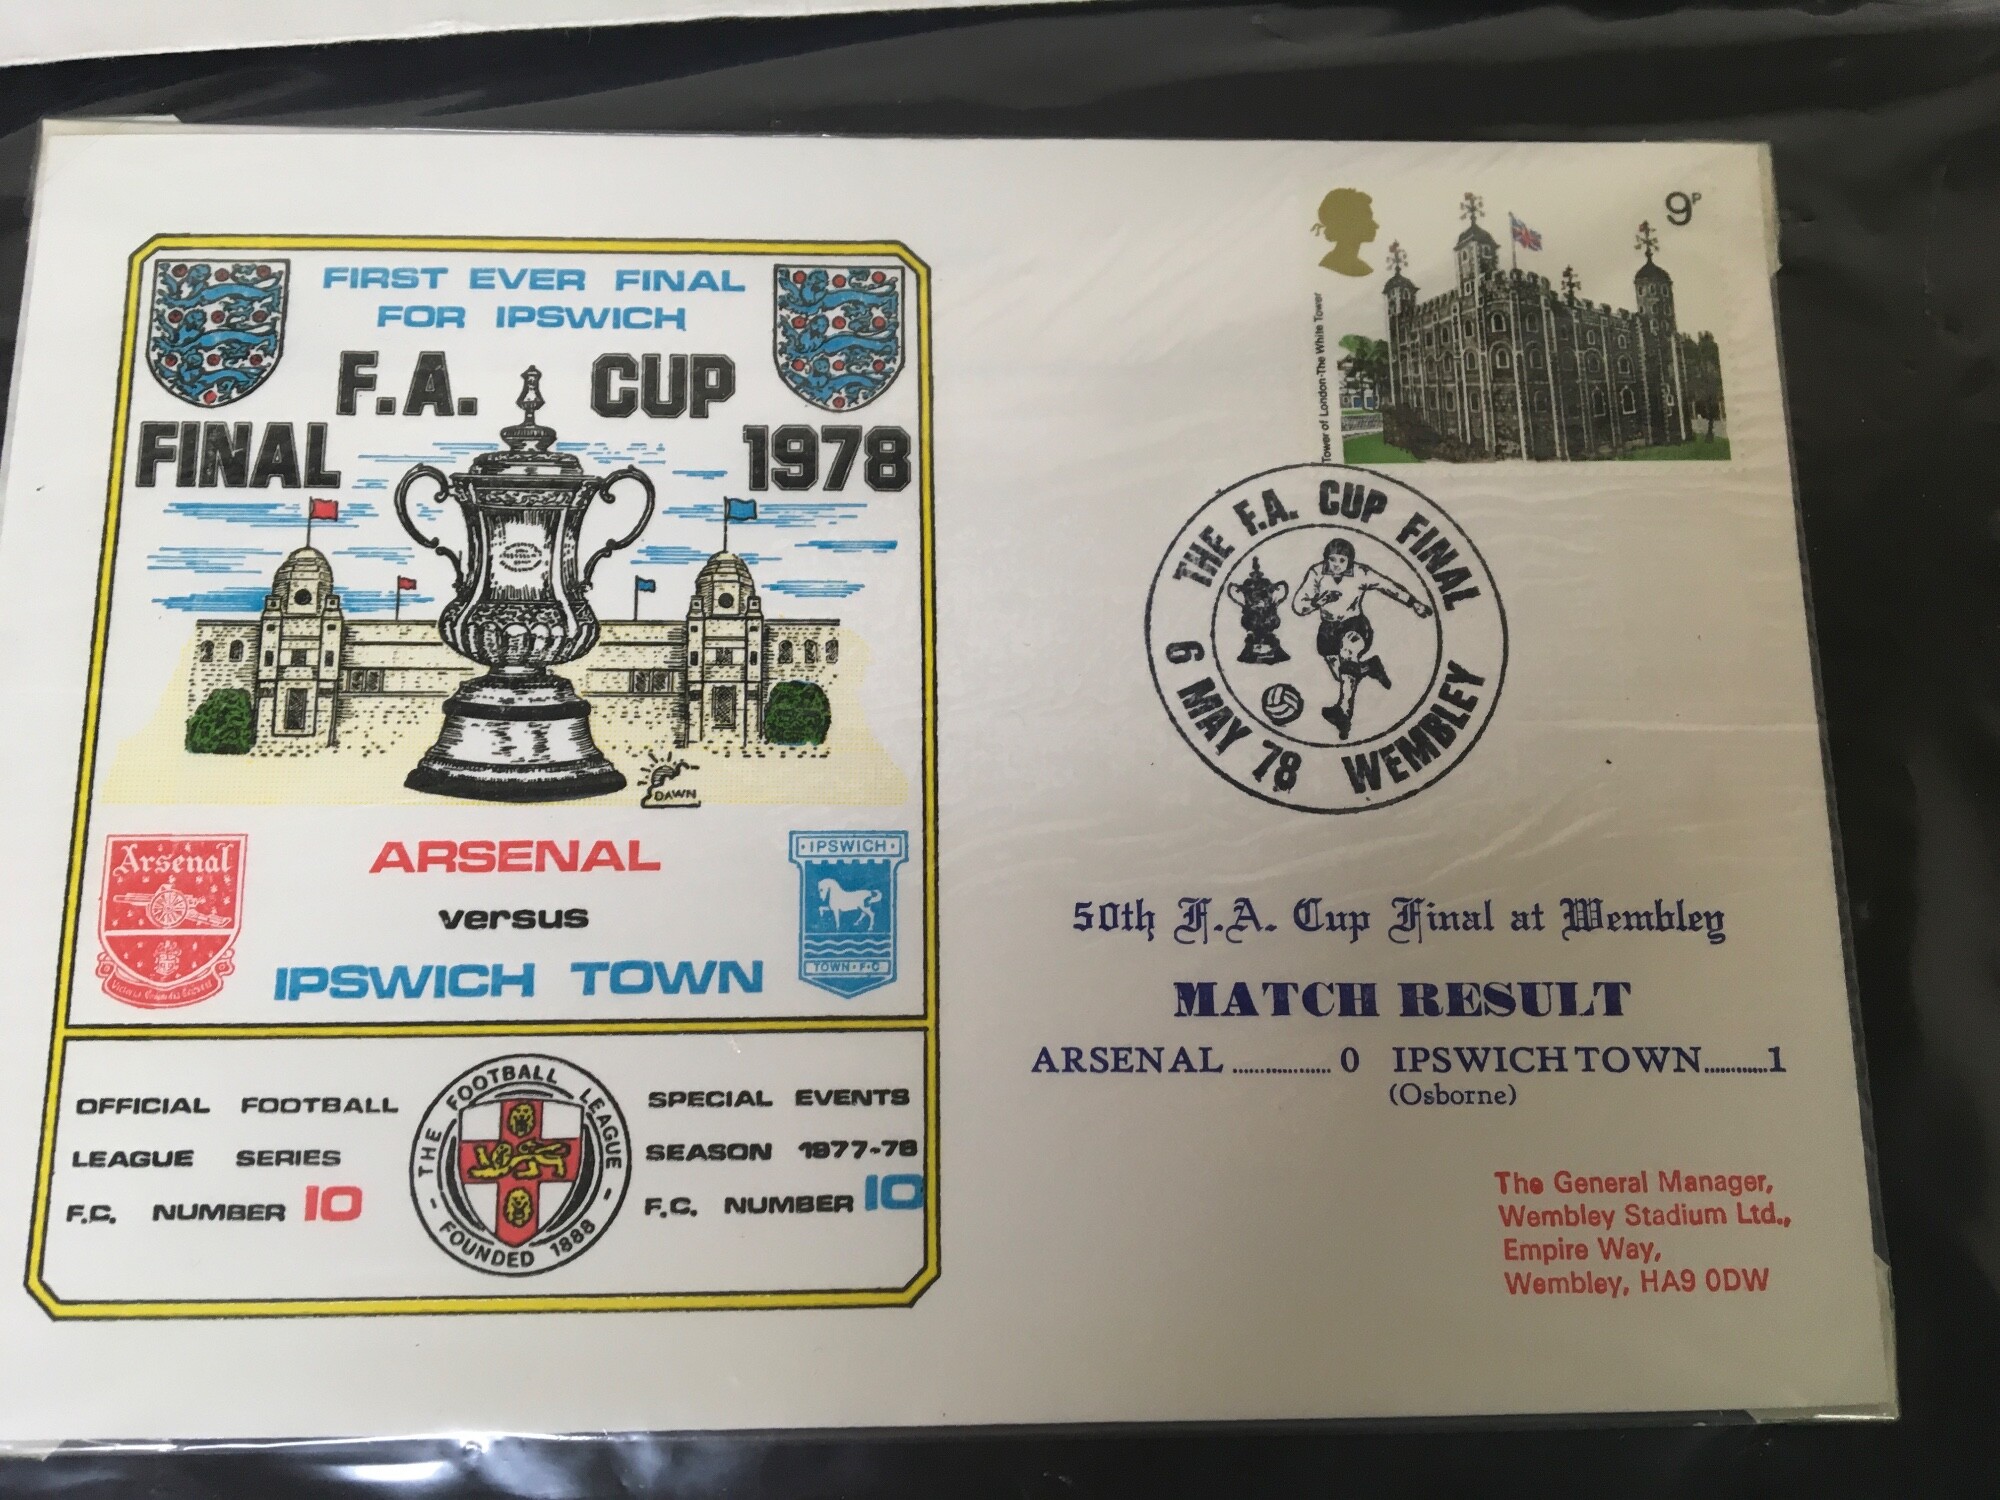 FIRST EVER FINAL
FOR IPSWICH
F.A. CUP
FINAL 1978
DAWN
Arsenal
ARSENAL
versus
IPSWICH TOWN
IPSWICH
TOWN·F·C
OFFICIAL FOOTBALL
LEAGUE SERIES
F.C. NUMBER 10
THE FOOTBALL LEAGUE
FOUNDED 1888
SPECIAL EVENTS
SEASON 1977-78
F.C. NUMBER 10
9P
Tower of London-The White Tower
THE F.A. CUP FINAL
6 MAY 78 WEMBLEY
50th F.A. Cup Final at Wembley
MATCH RESULT
ARSENAL .................. 0 IPSWICH TOWN............1
(Osborne)
The General Manager,
Wembley Stadium Ltd.,
Empire Way,
Wembley, HA9 0DW